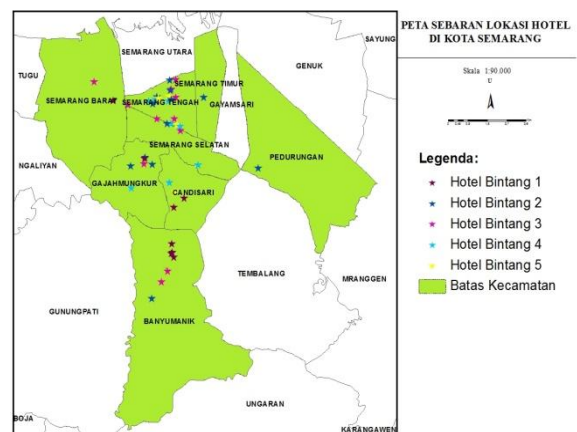 SAYUNG
SEMARANG UTARA
GENUK
TUGU
SEMARANG TIMUR
SEMARANG BARAT
SEMARANG TENGAH
GAYAMSARI
SEMARANG SELATAN
PEDURUNGAN
NGALIYAN
GAJAHMUNGKUR
CANDISARI
TEMBALANG
MRANGGEN
GUNUNGPATI
BANYUMANIK
UNGARAN
BOJA
KARANGAWEN
PETA SEBARAN LOKASI HOTEL
DI KOTA SEMARANG
Skala 1:90.000
U
Legenda:
Hotel Bintang 1
Hotel Bintang 2
Hotel Bintang 3
Hotel Bintang 4
Hotel Bintang 5
Batas Kecamatan